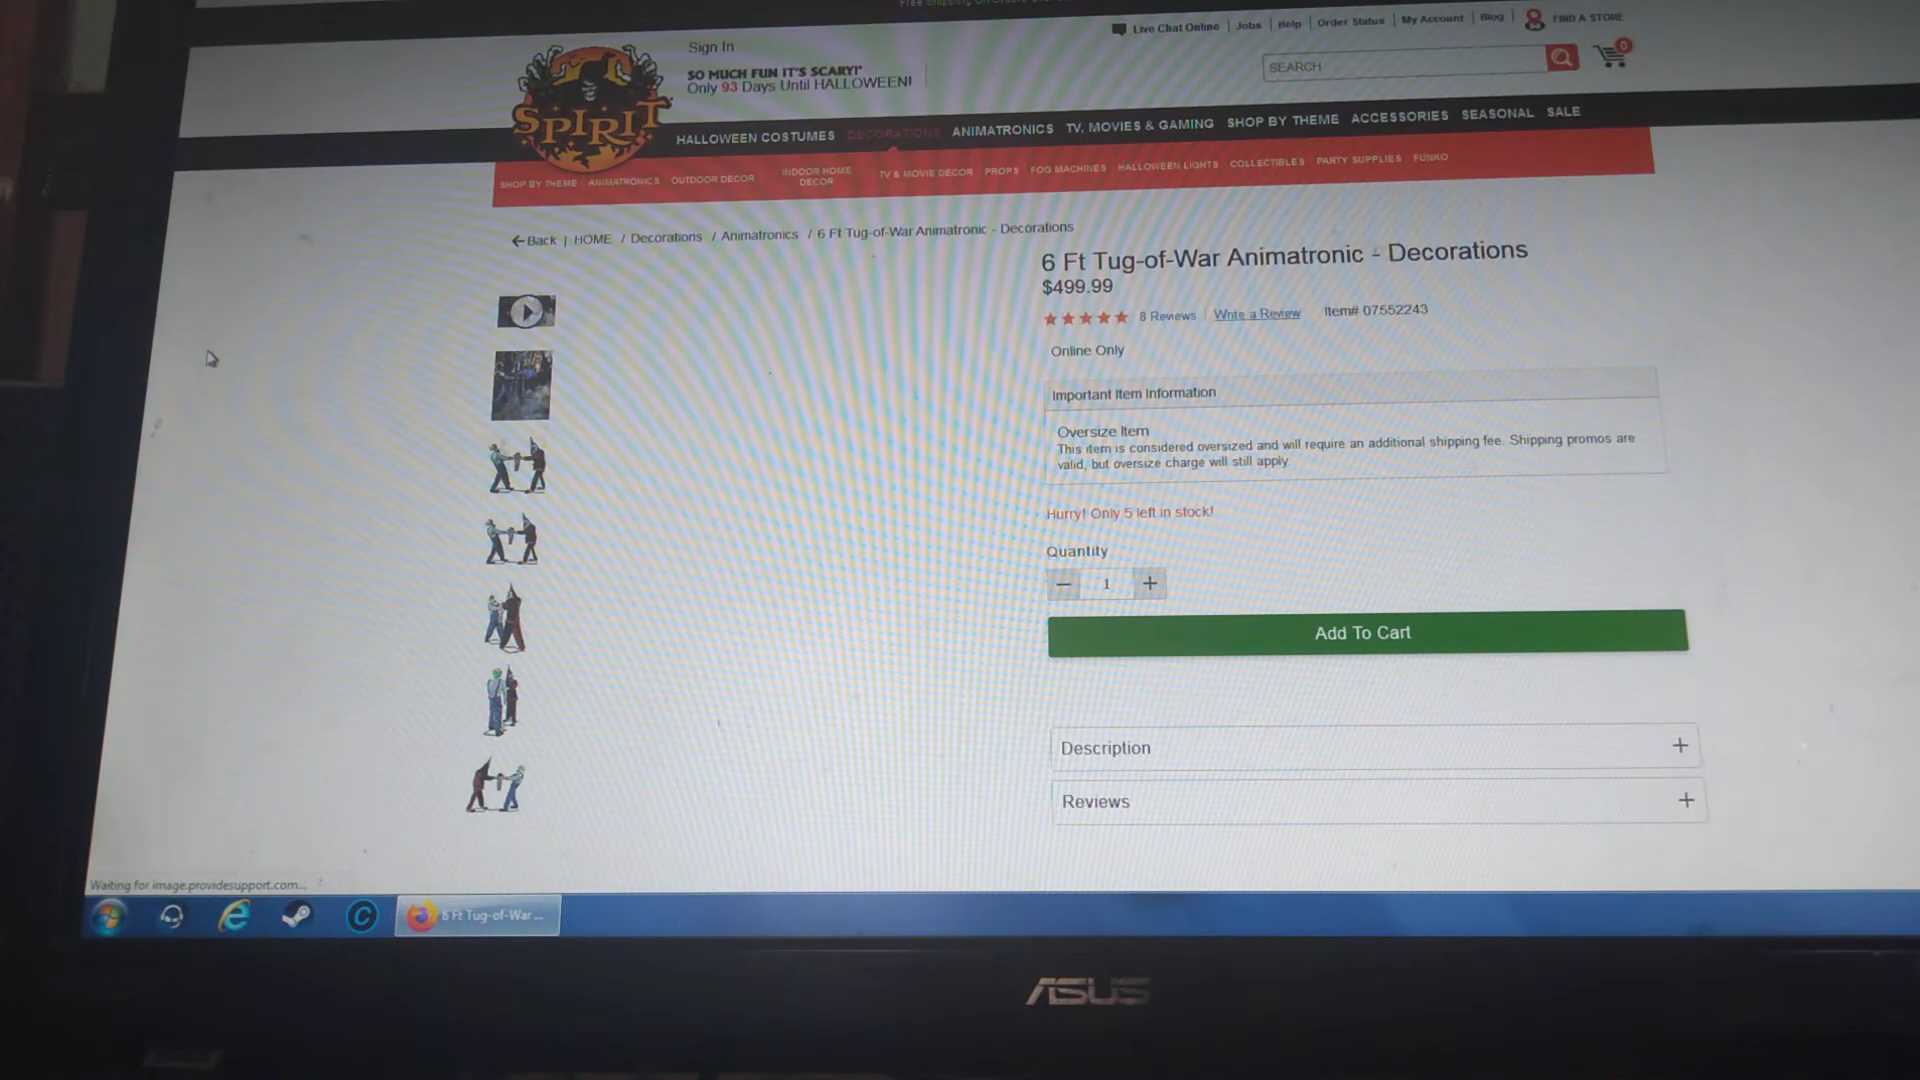 Free Shipping On Orders
Live Chat Online | Jobs | Help | Order Status | My Account | Blog | FIND A STORE
Sign In
SO MUCH FUN IT'S SCARY!
Only 93 Days Until HALLOWEEN!
SEARCH
0
SPIRIT
HALLOWEEN COSTUMES DECORATIONS ANIMATRONICS TV, MOVIES & GAMING SHOP BY THEME ACCESSORIES SEASONAL SALE
SHOP BY THEME ANIMATRONICS OUTDOOR DECOR INDOOR HOME DECOR TV & MOVIE DECOR PROPS FOG MACHINES HALLOWEEN LIGHTS COLLECTIBLES PARTY SUPPLIES FUNKO
Back | HOME / Decorations / Animatronics / 6 Ft Tug-of-War Animatronic - Decorations
6 Ft Tug-of-War Animatronic - Decorations
$499.99
8 Reviews | Write a Review Item# 07552243
Online Only
Important Item Information
Oversize Item
This item is considered oversized and will require an additional shipping fee. Shipping promos are
valid, but oversize charge will still apply.
Hurry! Only 5 left in stock!
Quantity
− 1 +
Add To Cart
Description +
Reviews +
Waiting for image.providesupport.com...
6 Ft Tug-of-War ...
ASUS